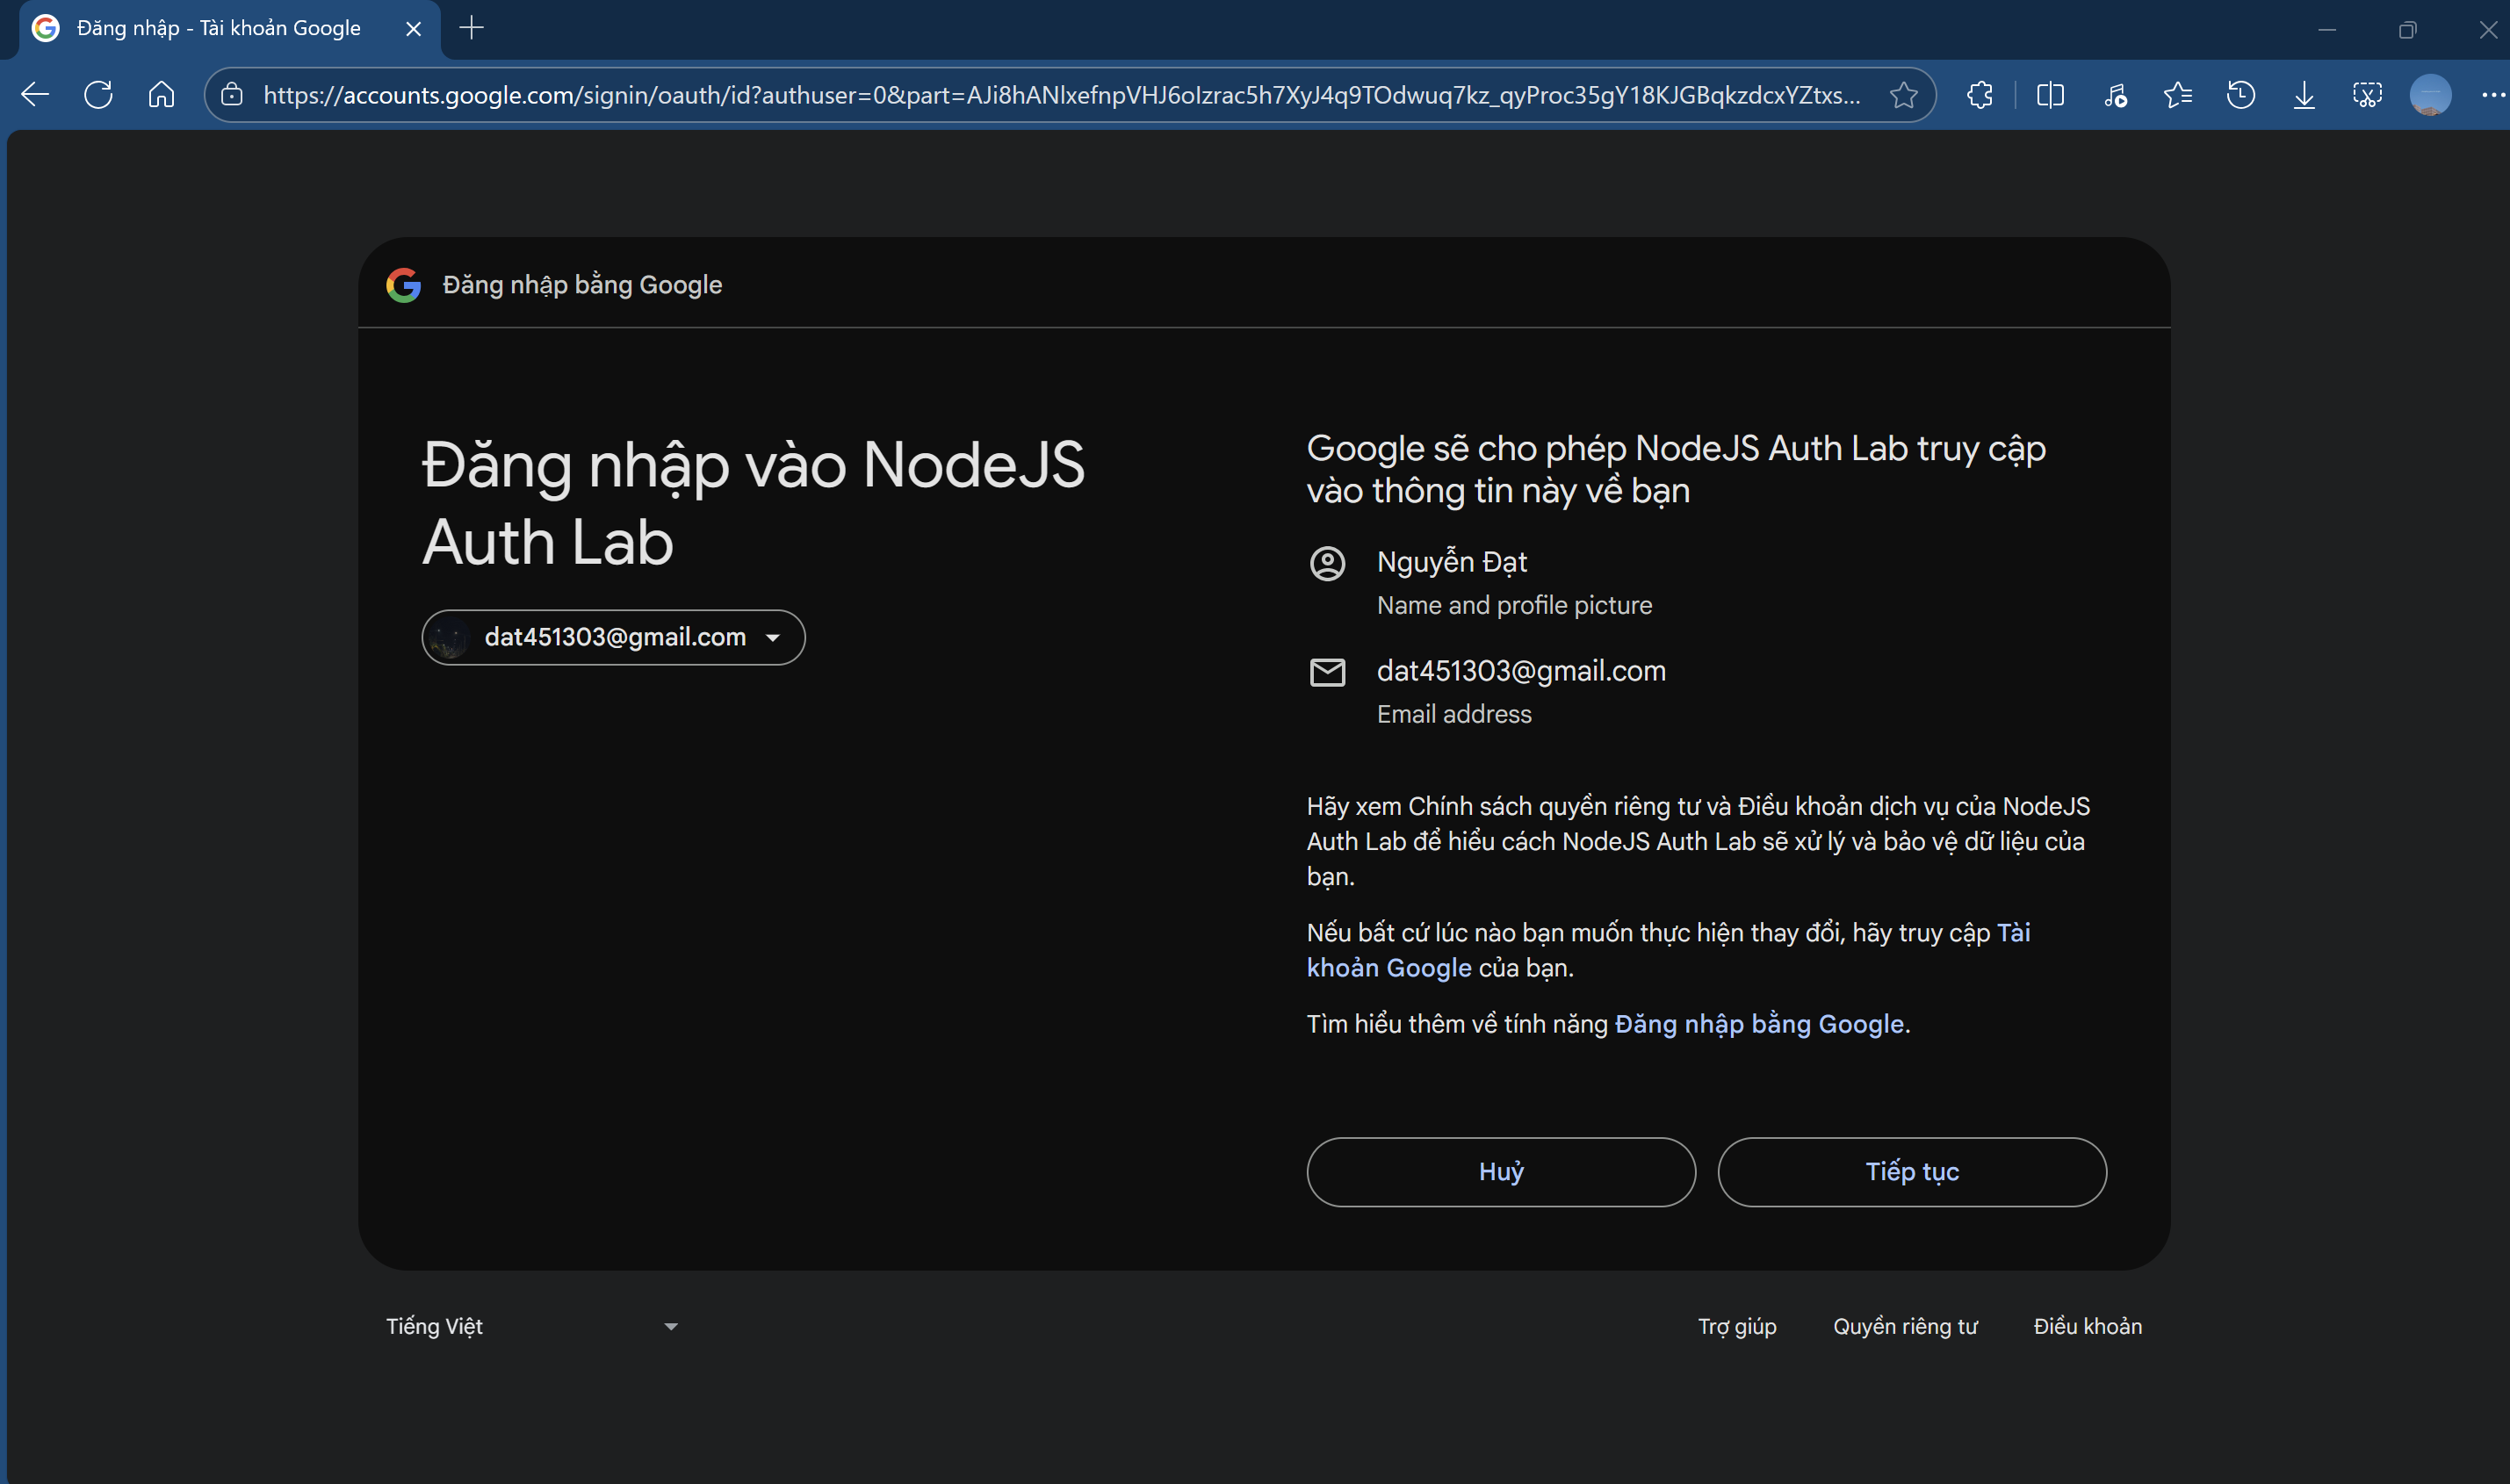 Đăng nhập - Tài khoản Google
https://accounts.google.com/signin/oauth/id?authuser=0&part=AJi8hANlxefnpVHJ6oIzrac5h7XyJ4q9TOdwuq7kz_qyProc35gY18KJGBqkzdcxYZtxs...
Đăng nhập bằng Google
Đăng nhập vào NodeJS
Auth Lab
dat451303@gmail.com
Google sẽ cho phép NodeJS Auth Lab truy cập
vào thông tin này về bạn
Nguyễn Đạt
Name and profile picture
dat451303@gmail.com
Email address
Hãy xem Chính sách quyền riêng tư và Điều khoản dịch vụ của NodeJS
Auth Lab để hiểu cách NodeJS Auth Lab sẽ xử lý và bảo vệ dữ liệu của
bạn.
Nếu bất cứ lúc nào bạn muốn thực hiện thay đổi, hãy truy cập Tài
khoản Google của bạn.
Tìm hiểu thêm về tính năng Đăng nhập bằng Google.
Huỷ
Tiếp tục
Tiếng Việt
Trợ giúp
Quyền riêng tư
Điều khoản